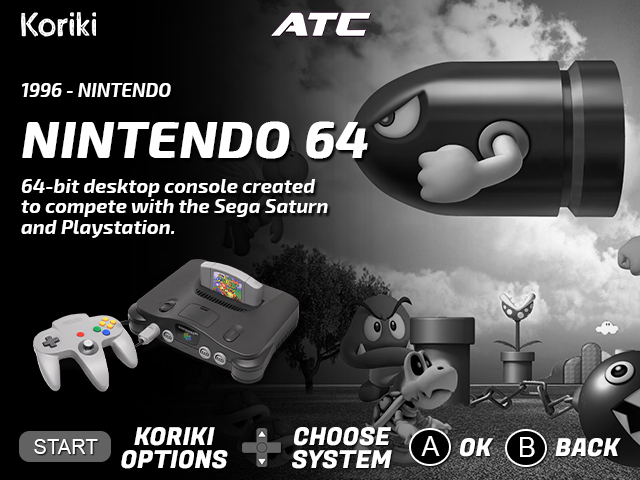 Koriki
ATC
1996 - NINTENDO
NINTENDO 64
64-bit desktop console created
to compete with the Sega Saturn
and Playstation.
START
KORIKI
OPTIONS
CHOOSE
SYSTEM
A OK
B BACK